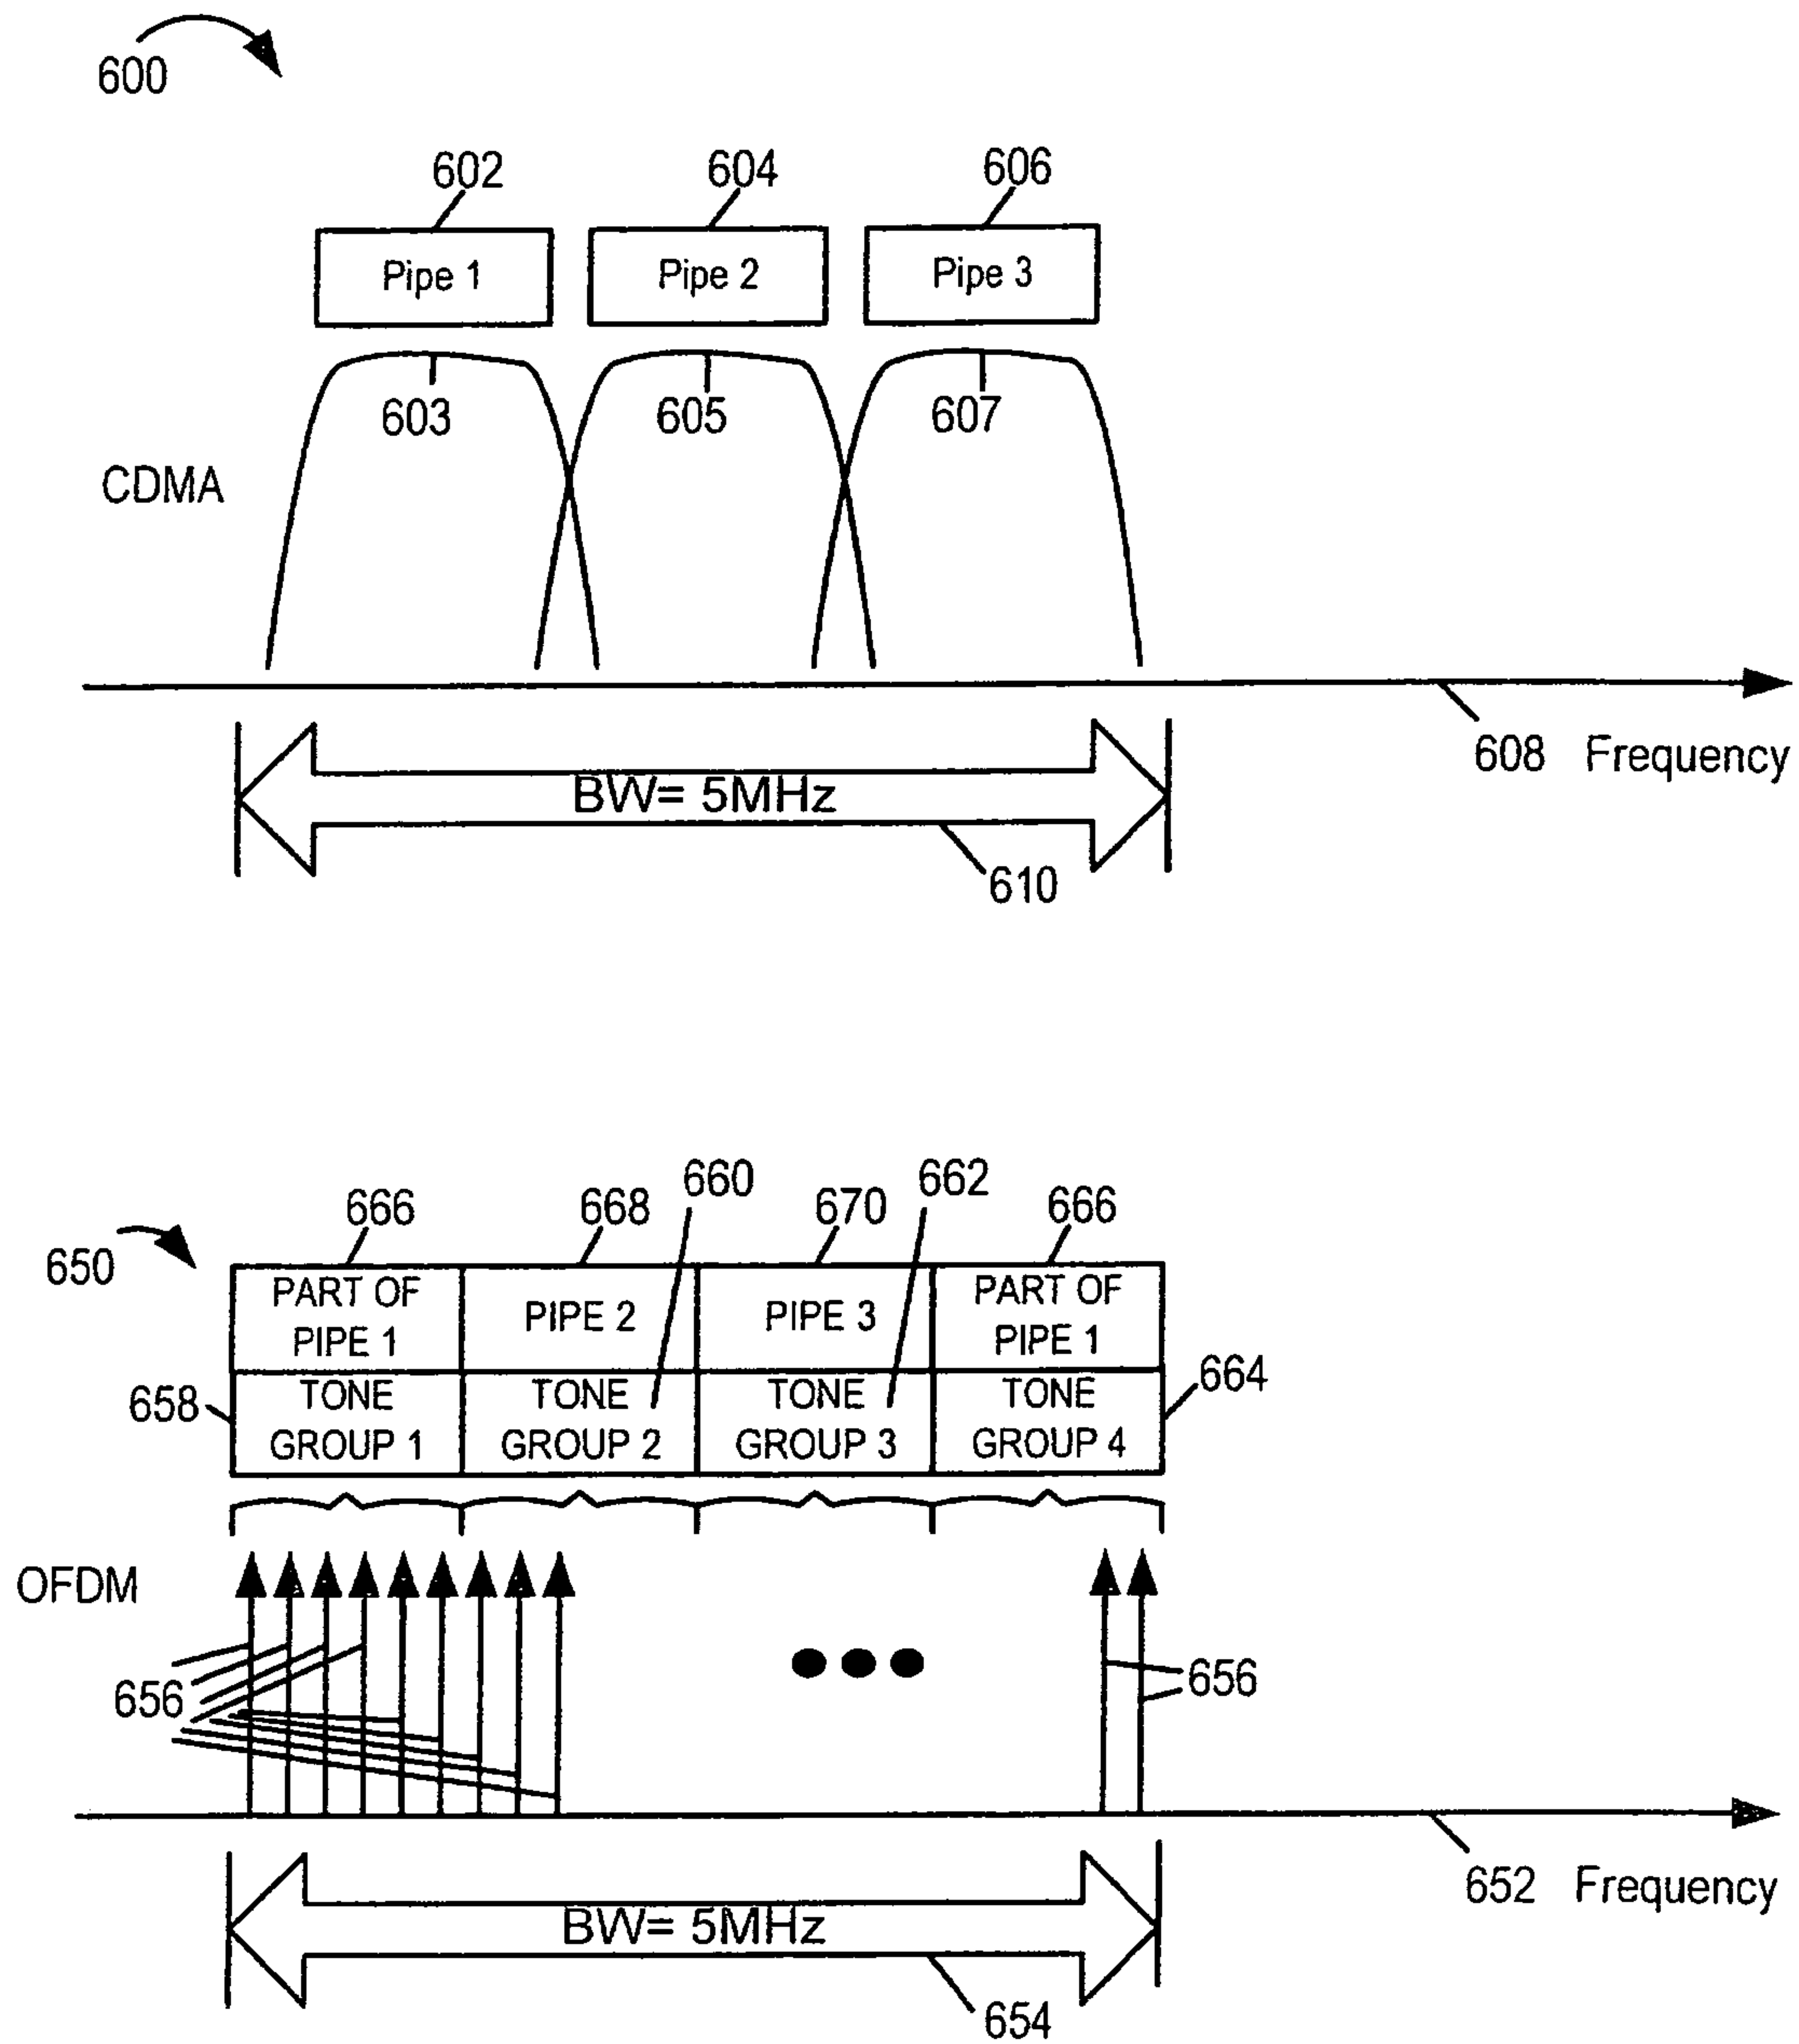 600
602 604 606
Pipe 1 Pipe 2 Pipe 3
603 605 607
CDMA
608 Frequency
BW= 5MHz
610
660 662
666 668 670 666
650
PART OF PIPE 2 PIPE 3 PART OF
PIPE 1 PIPE 1
664
658
TONE TONE TONE TONE
GROUP 1 GROUP 2 GROUP 3 GROUP 4
OFDM
656 656
652 Frequency
BW= 5MHz
654